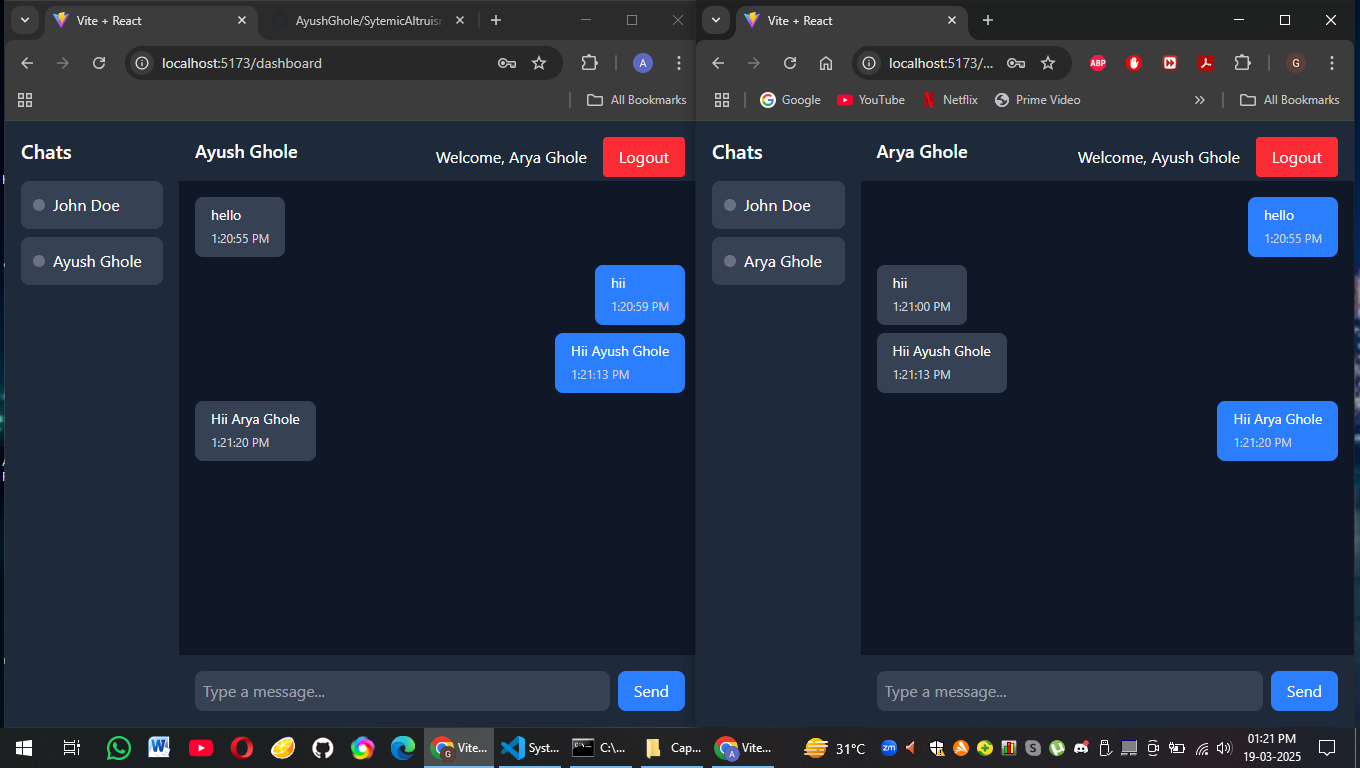 Vite + React
AyushGhole/SytemicAltruism
localhost:5173/dashboard
A
All Bookmarks
Chats
Ayush Ghole
Welcome, Arya Ghole
Logout
John Doe
Ayush Ghole
hello
1:20:55 PM
hii
1:20:59 PM
Hii Ayush Ghole
1:21:13 PM
Hii Arya Ghole
1:21:20 PM
Type a message...
Send
Vite + React
localhost:5173/...
ABP
G
Google
YouTube
Netflix
Prime Video
All Bookmarks
Chats
Arya Ghole
Welcome, Ayush Ghole
Logout
John Doe
Arya Ghole
hello
1:20:55 PM
hii
1:21:00 PM
Hii Ayush Ghole
1:21:13 PM
Hii Arya Ghole
1:21:20 PM
Type a message...
Send
W
G
Vite...
Syst...
C:\...
Cap...
A
Vite...
31°C
zm
01:21 PM
19-03-2025